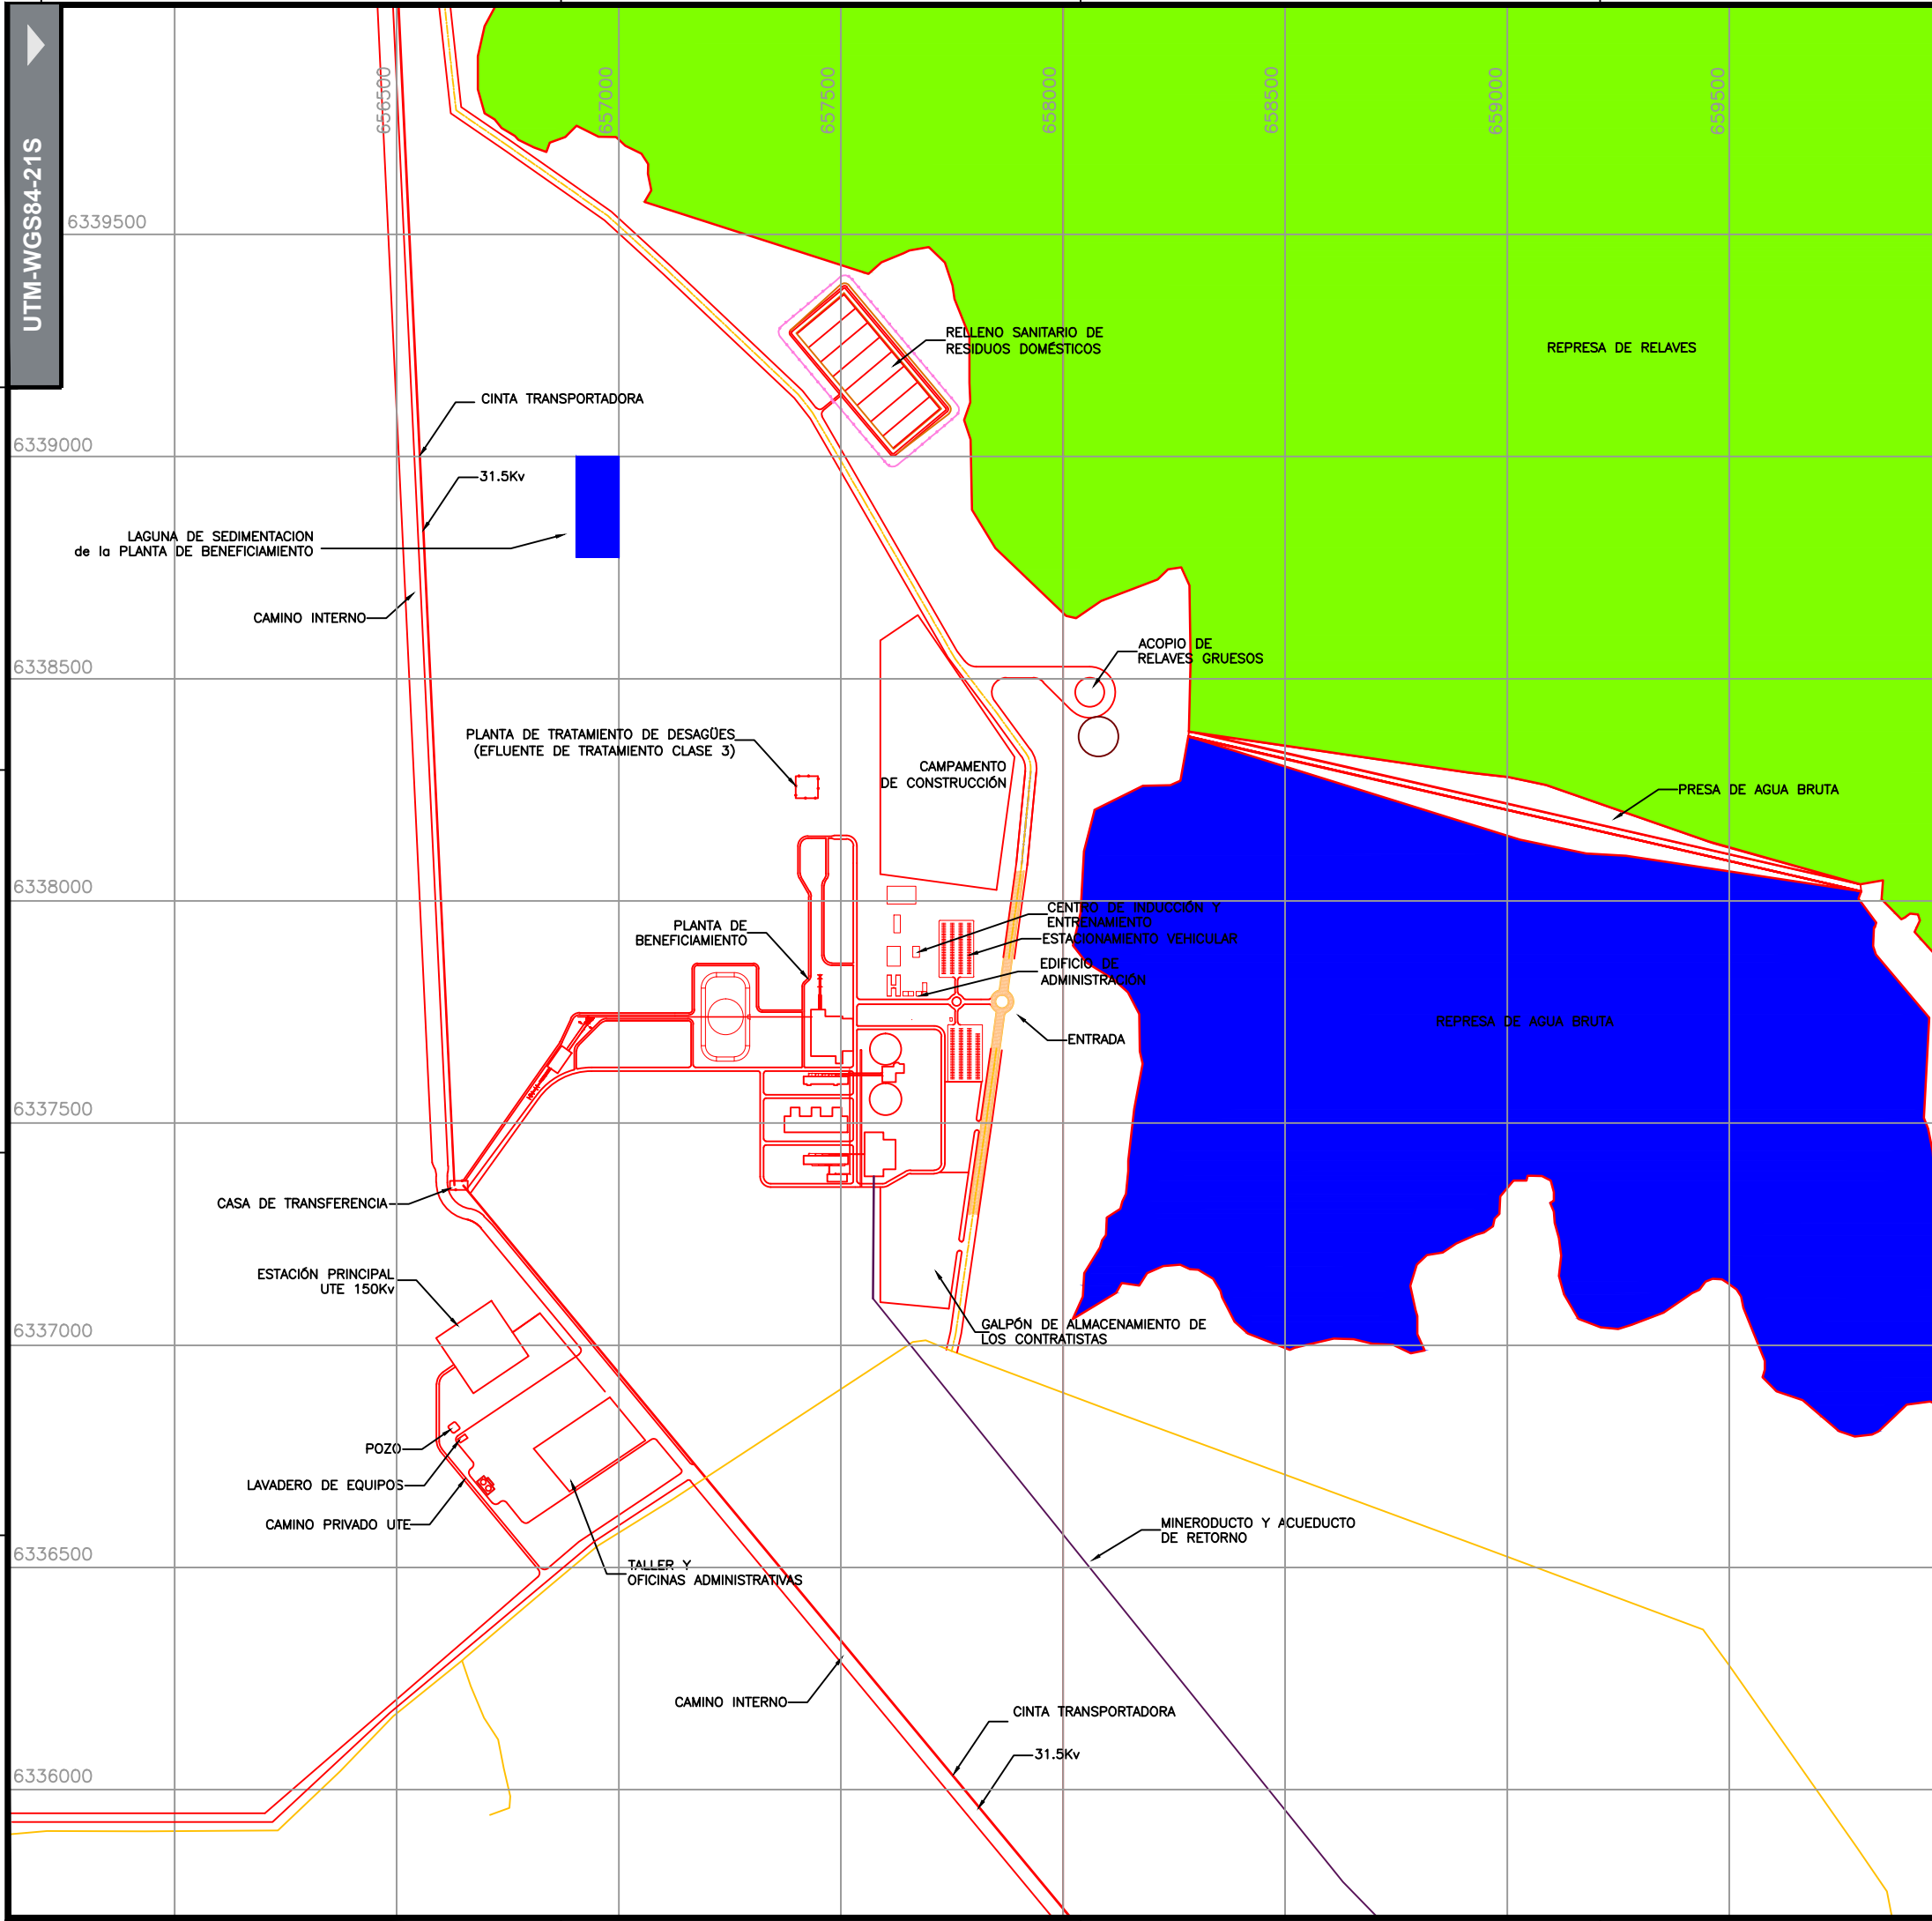 UTM-WGS84-21S
656500
657000
657500
658000
658500
659000
659500
6339500
RELLENO SANITARIO DE
RESIDUOS DOMÉSTICOS
REPRESA DE RELAVES
CINTA TRANSPORTADORA
6339000
31.5Kv
LAGUNA DE SEDIMENTACION
de la PLANTA DE BENEFICIAMIENTO
CAMINO INTERNO
ACOPIO DE
RELAVES GRUESOS
6338500
PLANTA DE TRATAMIENTO DE DESAGÜES
(EFLUENTE DE TRATAMIENTO CLASE 3)
CAMPAMENTO
DE CONSTRUCCIÓN
PRESA DE AGUA BRUTA
6338000
CENTRO DE INDUCCIÓN Y
ENTRENAMIENTO
PLANTA DE
BENEFICIAMIENTO
ESTACIONAMIENTO VEHICULAR
EDIFICIO DE
ADMINISTRACIÓN
REPRESA DE AGUA BRUTA
ENTRADA
6337500
CASA DE TRANSFERENCIA
ESTACIÓN PRINCIPAL
UTE 150Kv
GALPÓN DE ALMACENAMIENTO DE
LOS CONTRATISTAS
6337000
POZO
LAVADERO DE EQUIPOS
CAMINO PRIVADO UTE
MINERODUCTO Y ACUEDUCTO
DE RETORNO
6336500
TALLER Y
OFICINAS ADMINISTRATIVAS
CAMINO INTERNO
CINTA TRANSPORTADORA
31.5Kv
6336000